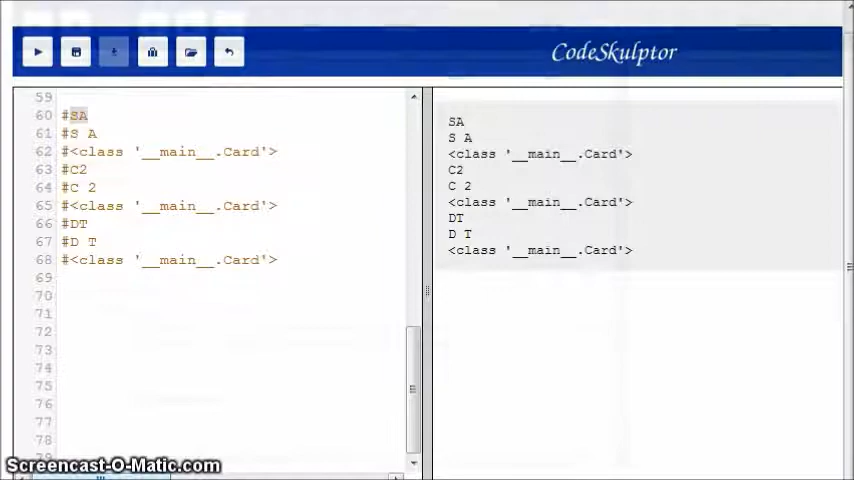 CodeSkulptor
59
60 #SA
61 #S A
62 #<class '__main__.Card'>
63 #C2
64 #C 2
65 #<class '__main__.Card'>
66 #DT
67 #D T
68 #<class '__main__.Card'>
69
70
71
72
73
74
75
76
77
78
79
SA
S A
<class '__main__.Card'>
C2
C 2
<class '__main__.Card'>
DT
D T
<class '__main__.Card'>
Screencast-O-Matic.com